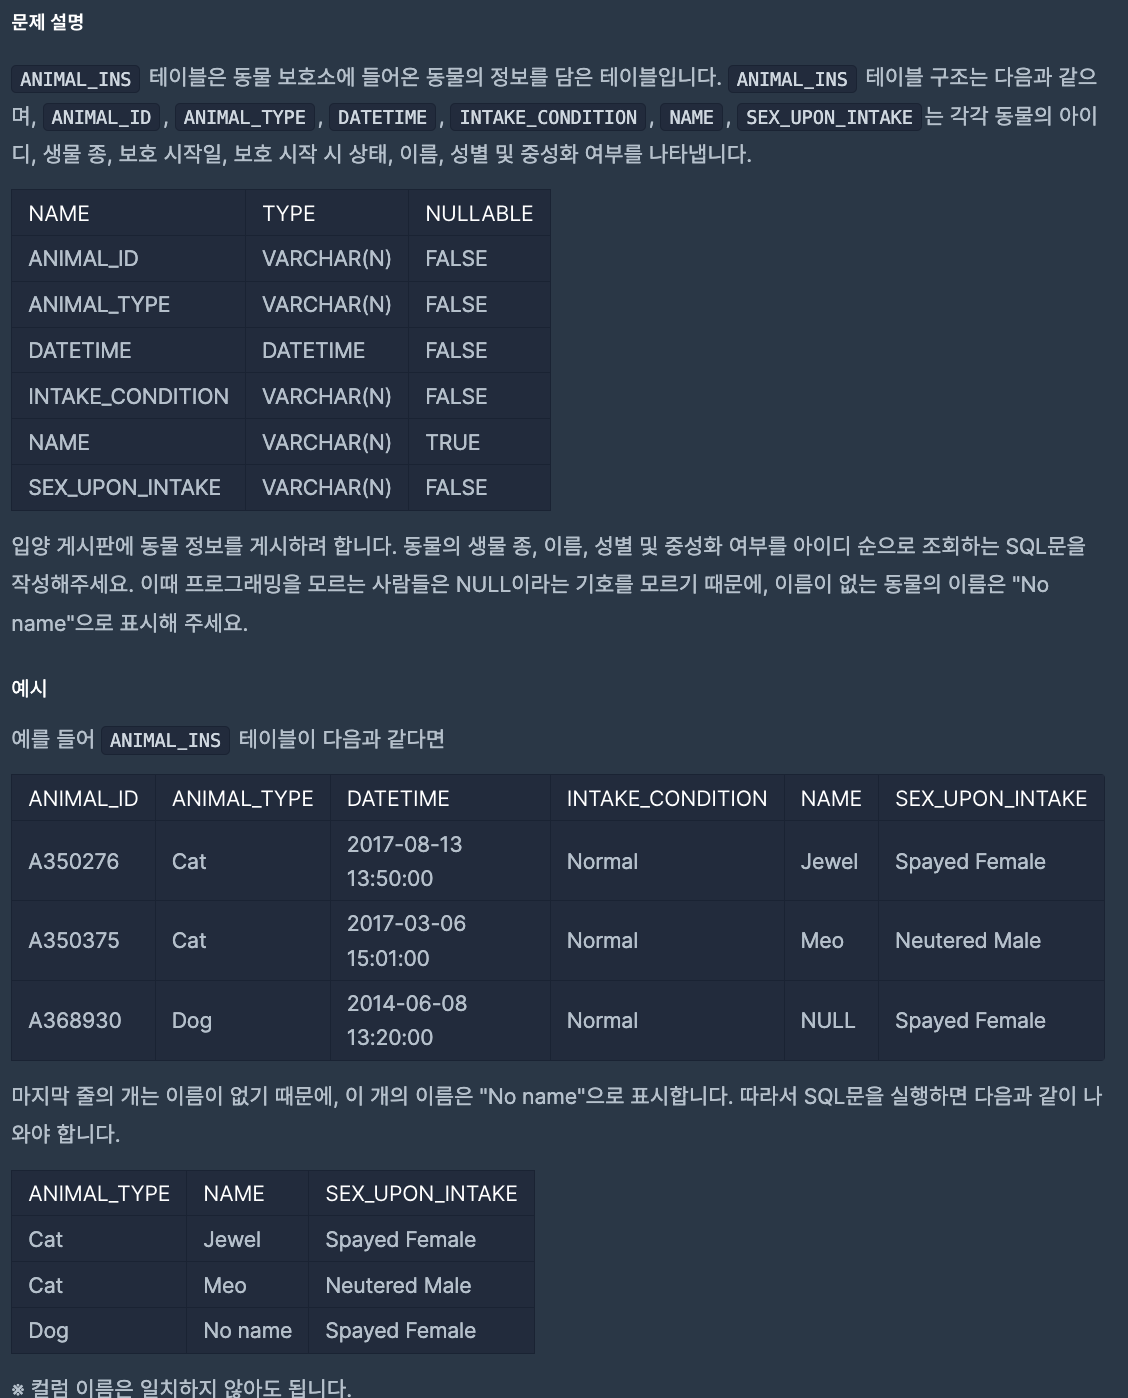 문제 설명
ANIMAL_INS 테이블은 동물 보호소에 들어온 동물의 정보를 담은 테이블입니다. ANIMAL_INS 테이블 구조는 다음과 같으
며, ANIMAL_ID, ANIMAL_TYPE, DATETIME, INTAKE_CONDITION, NAME, SEX_UPON_INTAKE는 각각 동물의 아이
디, 생물 종, 보호 시작일, 보호 시작 시 상태, 이름, 성별 및 중성화 여부를 나타냅니다.
NAME TYPE NULLABLE
ANIMAL_ID VARCHAR(N) FALSE
ANIMAL_TYPE VARCHAR(N) FALSE
DATETIME DATETIME FALSE
INTAKE_CONDITION VARCHAR(N) FALSE
NAME VARCHAR(N) TRUE
SEX_UPON_INTAKE VARCHAR(N) FALSE
입양 게시판에 동물 정보를 게시하려 합니다. 동물의 생물 종, 이름, 성별 및 중성화 여부를 아이디 순으로 조회하는 SQL문을
작성해주세요. 이때 프로그래밍을 모르는 사람들은 NULL이라는 기호를 모르기 때문에, 이름이 없는 동물의 이름은 "No
name"으로 표시해 주세요.
예시
예를 들어 ANIMAL_INS 테이블이 다음과 같다면
ANIMAL_ID ANIMAL_TYPE DATETIME INTAKE_CONDITION NAME SEX_UPON_INTAKE
A350276 Cat 2017-08-13 13:50:00 Normal Jewel Spayed Female
A350375 Cat 2017-03-06 15:01:00 Normal Meo Neutered Male
A368930 Dog 2014-06-08 13:20:00 Normal NULL Spayed Female
마지막 줄의 개는 이름이 없기 때문에, 이 개의 이름은 "No name"으로 표시합니다. 따라서 SQL문을 실행하면 다음과 같이 나
와야 합니다.
ANIMAL_TYPE NAME SEX_UPON_INTAKE
Cat Jewel Spayed Female
Cat Meo Neutered Male
Dog No name Spayed Female
※ 컬럼 이름은 일치하지 않아도 됩니다.